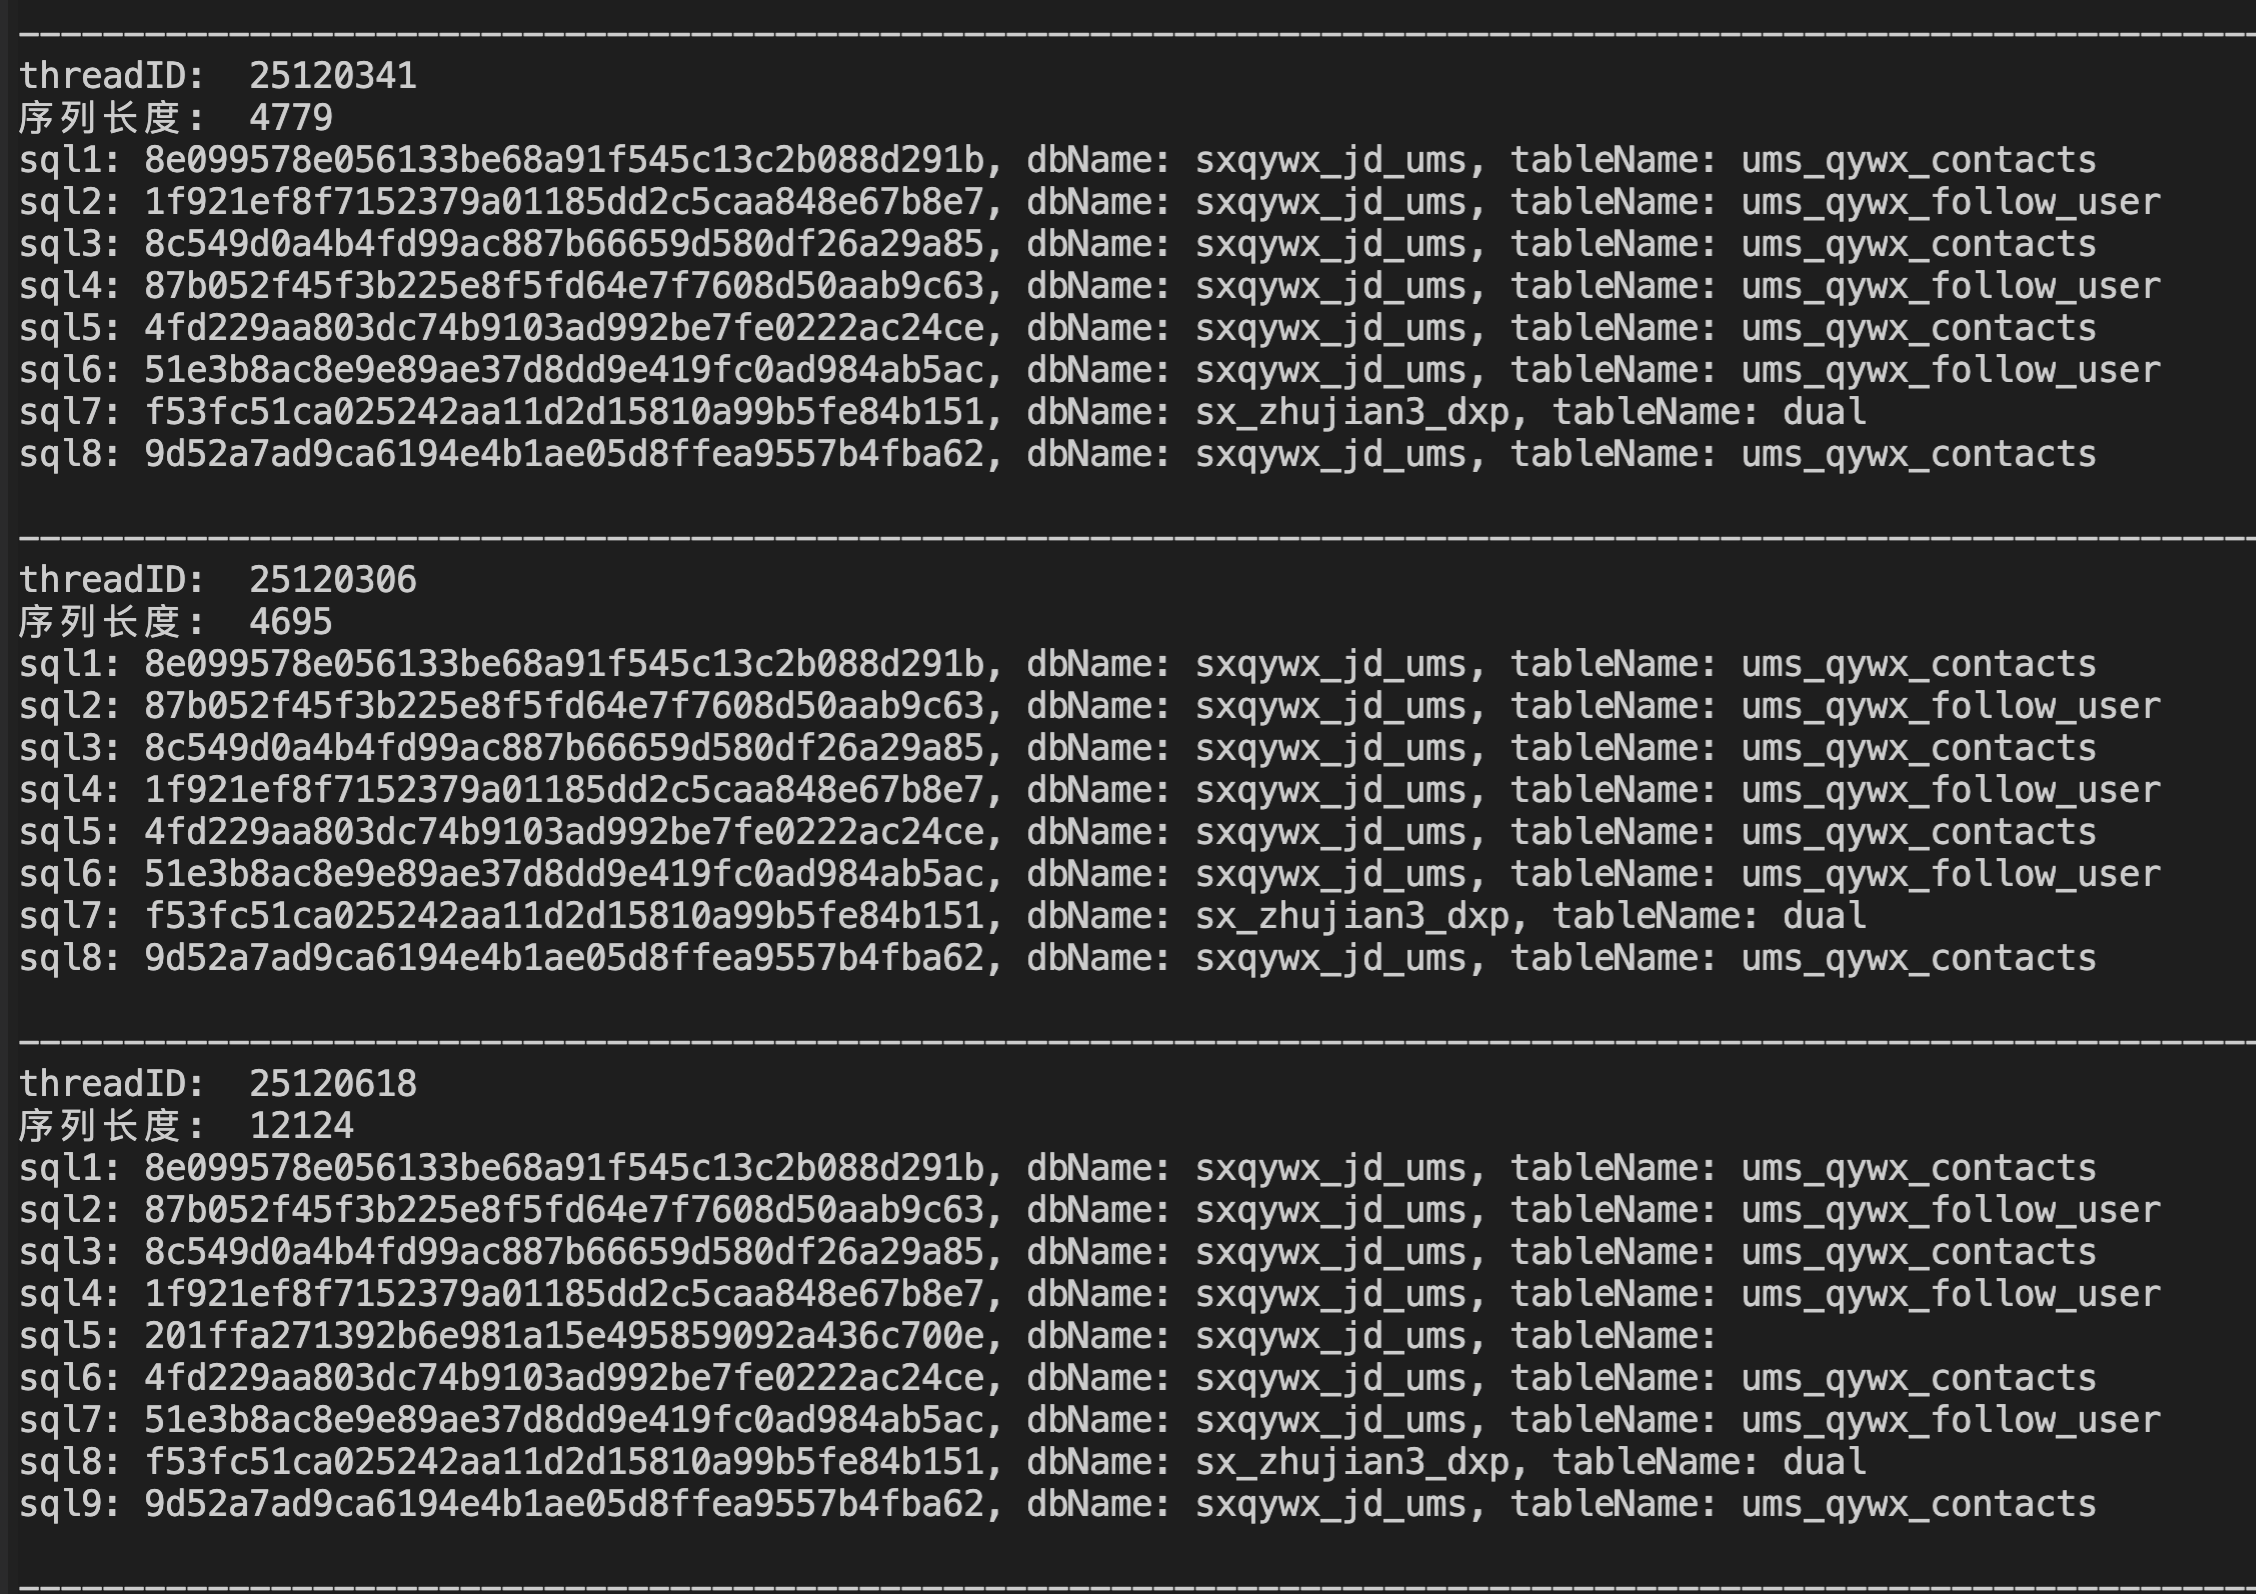 --------------------------------------------------------------------------------------------------------------
threadID:  25120341
序列长度:  4779
sql1: 8e099578e056133be68a91f545c13c2b088d291b, dbName: sxqywx_jd_ums, tableName: ums_qywx_contacts
sql2: 1f921ef8f7152379a01185dd2c5caa848e67b8e7, dbName: sxqywx_jd_ums, tableName: ums_qywx_follow_user
sql3: 8c549d0a4b4fd99ac887b66659d580df26a29a85, dbName: sxqywx_jd_ums, tableName: ums_qywx_contacts
sql4: 87b052f45f3b225e8f5fd64e7f7608d50aab9c63, dbName: sxqywx_jd_ums, tableName: ums_qywx_follow_user
sql5: 4fd229aa803dc74b9103ad992be7fe0222ac24ce, dbName: sxqywx_jd_ums, tableName: ums_qywx_contacts
sql6: 51e3b8ac8e9e89ae37d8dd9e419fc0ad984ab5ac, dbName: sxqywx_jd_ums, tableName: ums_qywx_follow_user
sql7: f53fc51ca025242aa11d2d15810a99b5fe84b151, dbName: sx_zhujian3_dxp, tableName: dual
sql8: 9d52a7ad9ca6194e4b1ae05d8ffea9557b4fba62, dbName: sxqywx_jd_ums, tableName: ums_qywx_contacts
--------------------------------------------------------------------------------------------------------------
threadID:  25120306
序列长度:  4695
sql1: 8e099578e056133be68a91f545c13c2b088d291b, dbName: sxqywx_jd_ums, tableName: ums_qywx_contacts
sql2: 87b052f45f3b225e8f5fd64e7f7608d50aab9c63, dbName: sxqywx_jd_ums, tableName: ums_qywx_follow_user
sql3: 8c549d0a4b4fd99ac887b66659d580df26a29a85, dbName: sxqywx_jd_ums, tableName: ums_qywx_contacts
sql4: 1f921ef8f7152379a01185dd2c5caa848e67b8e7, dbName: sxqywx_jd_ums, tableName: ums_qywx_follow_user
sql5: 4fd229aa803dc74b9103ad992be7fe0222ac24ce, dbName: sxqywx_jd_ums, tableName: ums_qywx_contacts
sql6: 51e3b8ac8e9e89ae37d8dd9e419fc0ad984ab5ac, dbName: sxqywx_jd_ums, tableName: ums_qywx_follow_user
sql7: f53fc51ca025242aa11d2d15810a99b5fe84b151, dbName: sx_zhujian3_dxp, tableName: dual
sql8: 9d52a7ad9ca6194e4b1ae05d8ffea9557b4fba62, dbName: sxqywx_jd_ums, tableName: ums_qywx_contacts
--------------------------------------------------------------------------------------------------------------
threadID:  25120618
序列长度:  12124
sql1: 8e099578e056133be68a91f545c13c2b088d291b, dbName: sxqywx_jd_ums, tableName: ums_qywx_contacts
sql2: 87b052f45f3b225e8f5fd64e7f7608d50aab9c63, dbName: sxqywx_jd_ums, tableName: ums_qywx_follow_user
sql3: 8c549d0a4b4fd99ac887b66659d580df26a29a85, dbName: sxqywx_jd_ums, tableName: ums_qywx_contacts
sql4: 1f921ef8f7152379a01185dd2c5caa848e67b8e7, dbName: sxqywx_jd_ums, tableName: ums_qywx_follow_user
sql5: 201ffa271392b6e981a15e495859092a436c700e, dbName: sxqywx_jd_ums, tableName:
sql6: 4fd229aa803dc74b9103ad992be7fe0222ac24ce, dbName: sxqywx_jd_ums, tableName: ums_qywx_contacts
sql7: 51e3b8ac8e9e89ae37d8dd9e419fc0ad984ab5ac, dbName: sxqywx_jd_ums, tableName: ums_qywx_follow_user
sql8: f53fc51ca025242aa11d2d15810a99b5fe84b151, dbName: sx_zhujian3_dxp, tableName: dual
sql9: 9d52a7ad9ca6194e4b1ae05d8ffea9557b4fba62, dbName: sxqywx_jd_ums, tableName: ums_qywx_contacts
--------------------------------------------------------------------------------------------------------------